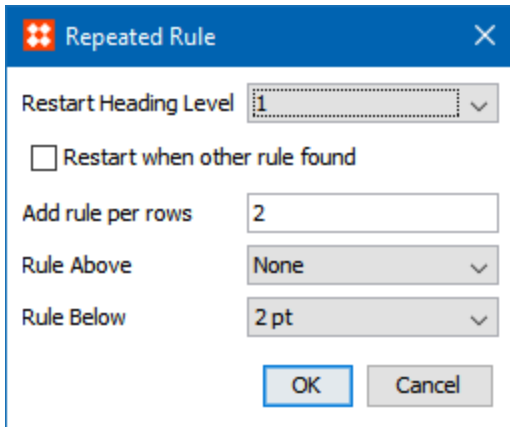 Repeated Rule
Restart Heading Level 1
Restart when other rule found
Add rule per rows 2
Rule Above None
Rule Below 2 pt
OK Cancel